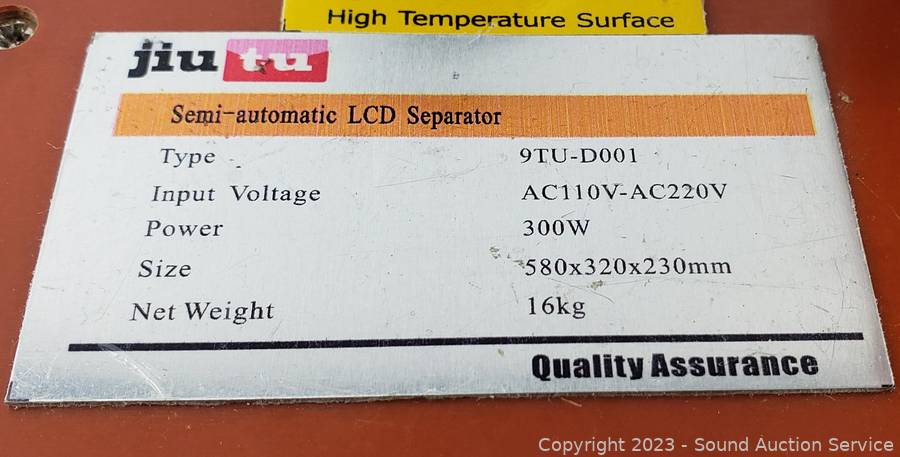 High Temperature Surface
jiu tu
Semi-automatic LCD Separator
Type 9TU-D001
Input Voltage AC110V-AC220V
Power 300W
Size 580x320x230mm
Net Weight 16kg
Quality Assurance
Copyright 2023 - Sound Auction Service